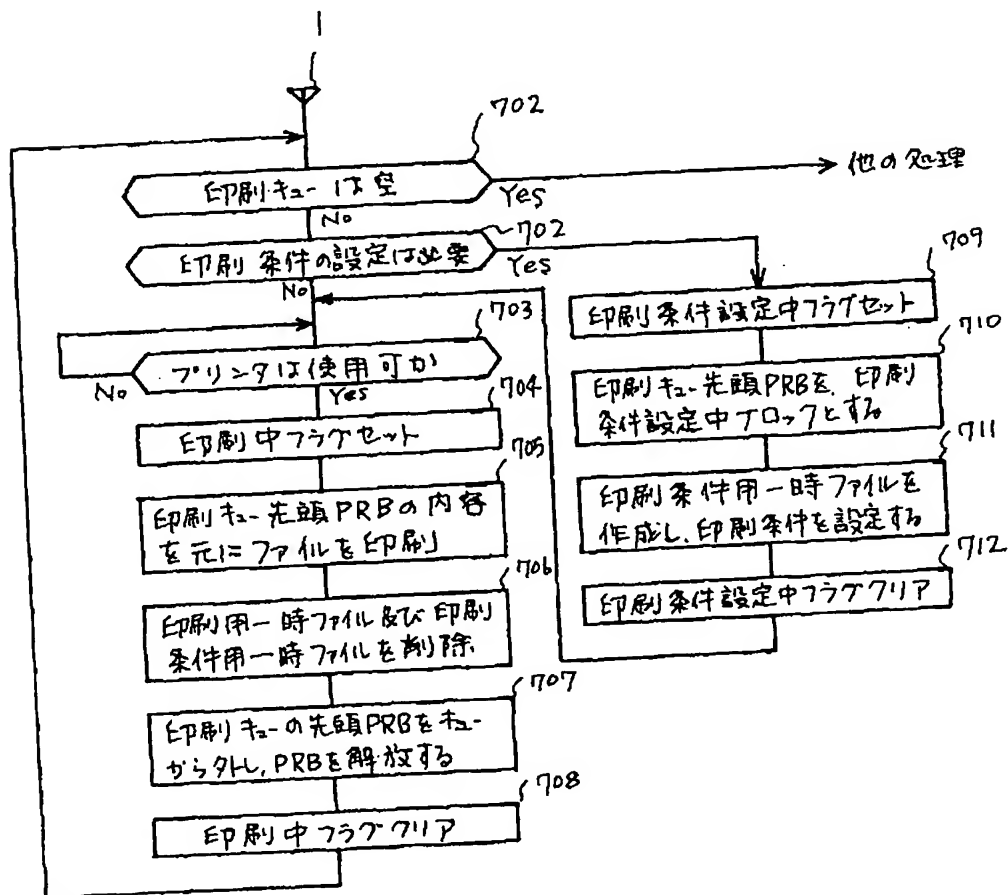 702
印刷キューは空
Yes
他の処理
No
702
印刷条件の設定は必要
Yes
No
703
プリンタは使用可か
No
Yes
704
印刷中フラグセット
705
印刷キュー先頭PRBの内容
を元にファイルを印刷
706
印刷用一時ファイル及び印刷
条件用一時ファイルを削除
707
印刷キューの先頭PRBをキュー
から外し、PRBを解放する
708
印刷中フラグクリア
709
印刷条件設定中フラグセット
710
印刷キュー先頭PRBを、印刷
条件設定中ブロックとする
711
印刷条件用一時ファイルを
作成し、印刷条件を設定する
712
印刷条件設定中フラグクリア